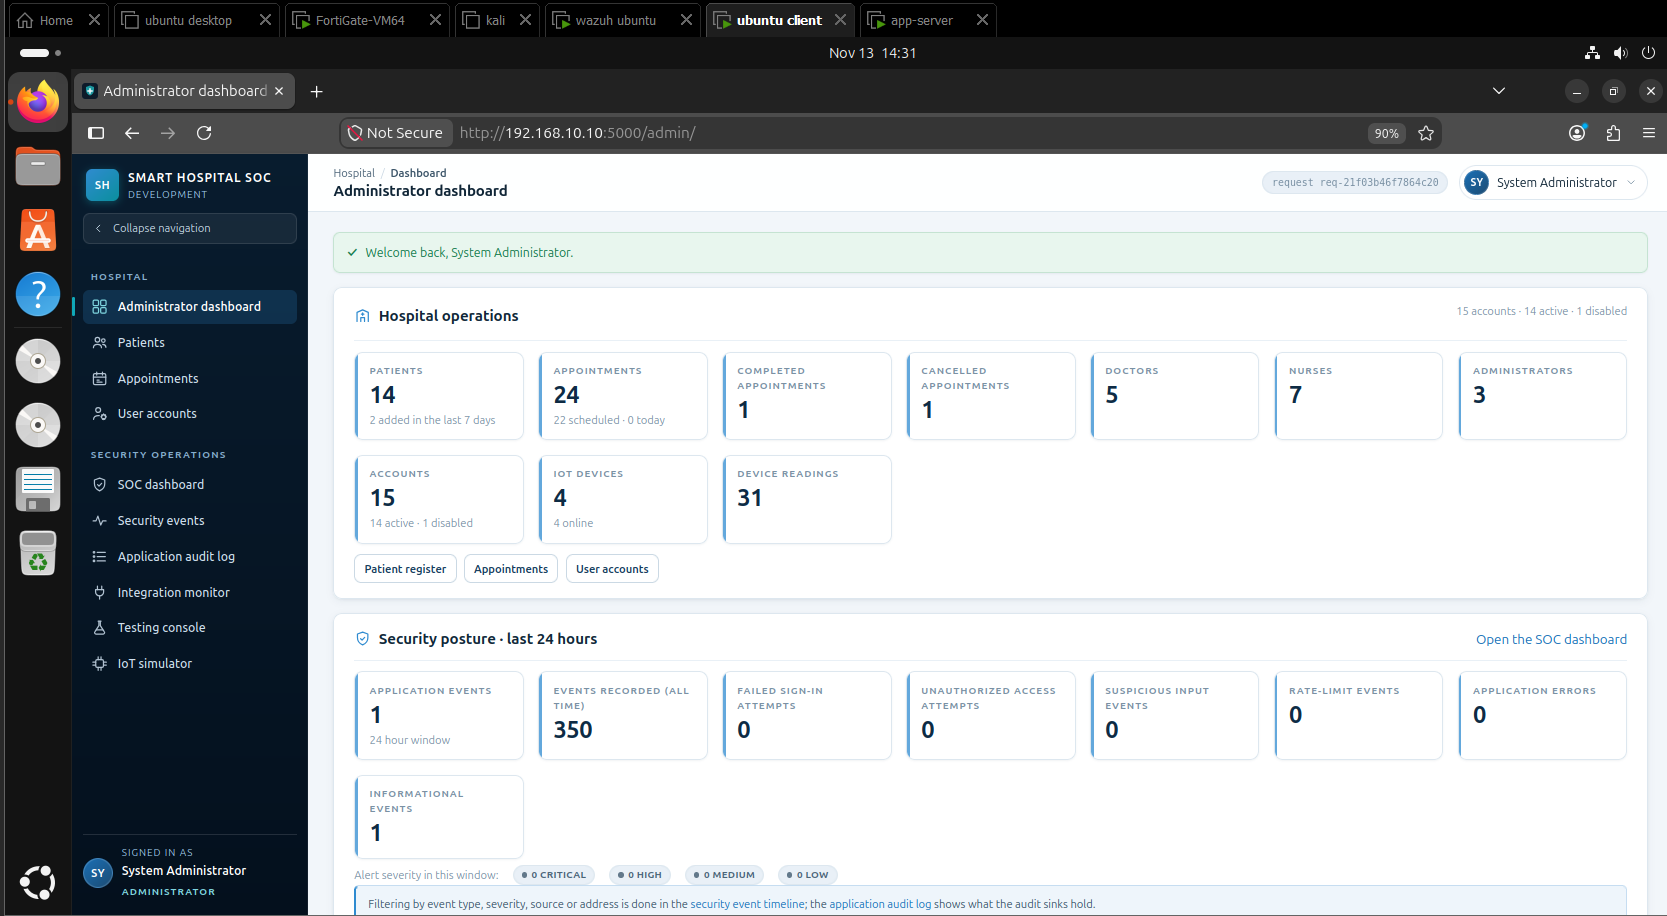 Home
ubuntu desktop
FortiGate-VM64
kali
wazuh ubuntu
ubuntu client
app-server
Nov 13 14:31
Administrator dashboard
Not Secure
http://192.168.10.10:5000/admin/
90%
SH
SMART HOSPITAL SOC
DEVELOPMENT
Collapse navigation
HOSPITAL
Administrator dashboard
Patients
Appointments
User accounts
SECURITY OPERATIONS
SOC dashboard
Security events
Application audit log
Integration monitor
Testing console
IoT simulator
SIGNED IN AS
SY
System Administrator
ADMINISTRATOR
Hospital / Dashboard
Administrator dashboard
request req-21f03b46f7864c20
SY
System Administrator
Welcome back, System Administrator.
Hospital operations
15 accounts · 14 active · 1 disabled
PATIENTS
14
2 added in the last 7 days
APPOINTMENTS
24
22 scheduled · 0 today
COMPLETED APPOINTMENTS
1
CANCELLED APPOINTMENTS
1
DOCTORS
5
NURSES
7
ADMINISTRATORS
3
ACCOUNTS
15
14 active · 1 disabled
IOT DEVICES
4
4 online
DEVICE READINGS
31
Patient register
Appointments
User accounts
Security posture · last 24 hours
Open the SOC dashboard
APPLICATION EVENTS
1
24 hour window
EVENTS RECORDED (ALL TIME)
350
FAILED SIGN-IN ATTEMPTS
0
UNAUTHORIZED ACCESS ATTEMPTS
0
SUSPICIOUS INPUT EVENTS
0
RATE-LIMIT EVENTS
0
APPLICATION ERRORS
0
INFORMATIONAL EVENTS
1
Alert severity in this window:
0 CRITICAL
0 HIGH
0 MEDIUM
0 LOW
Filtering by event type, severity, source or address is done in the security event timeline; the application audit log shows what the audit sinks hold.